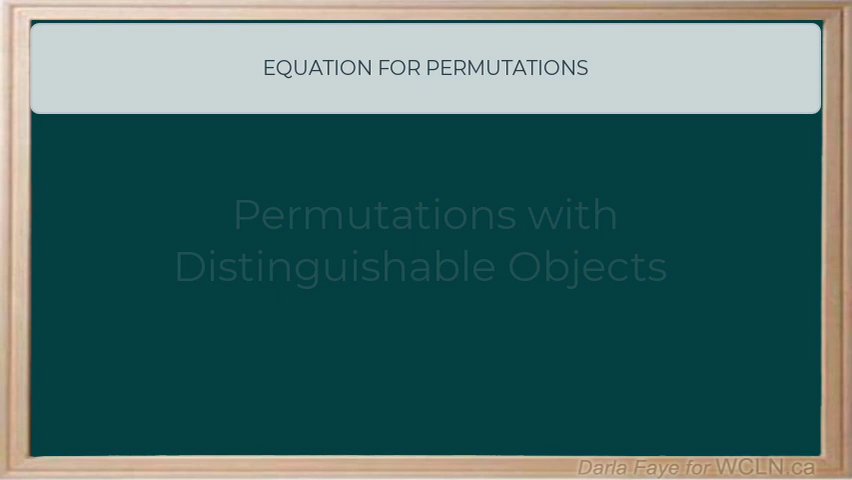 EQUATION FOR PERMUTATIONS
Permutations with
Distinguishable Objects
Darla Faye for WCLN.ca